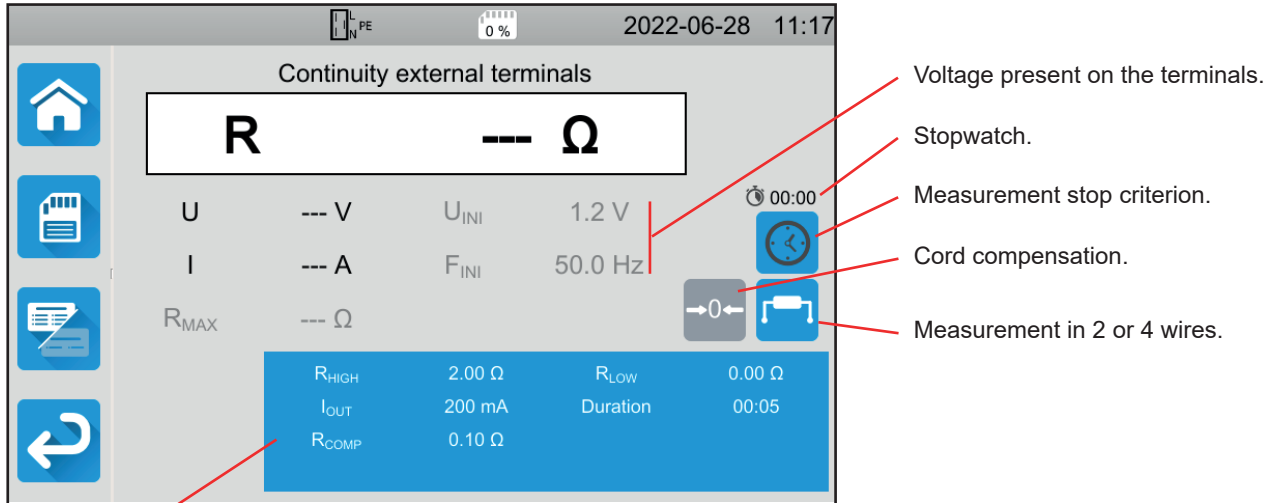 L
N PE
0 %
2022-06-28 11:17
Continuity external terminals
R --- Ω
U --- V UINI 1.2 V
00:00
I --- A FINI 50.0 Hz
RMAX --- Ω
→0←
RHIGH 2.00 Ω RLOW 0.00 Ω
IOUT 200 mA Duration 00:05
RCOMP 0.10 Ω
Voltage present on the terminals.
Stopwatch.
Measurement stop criterion.
Cord compensation.
Measurement in 2 or 4 wires.